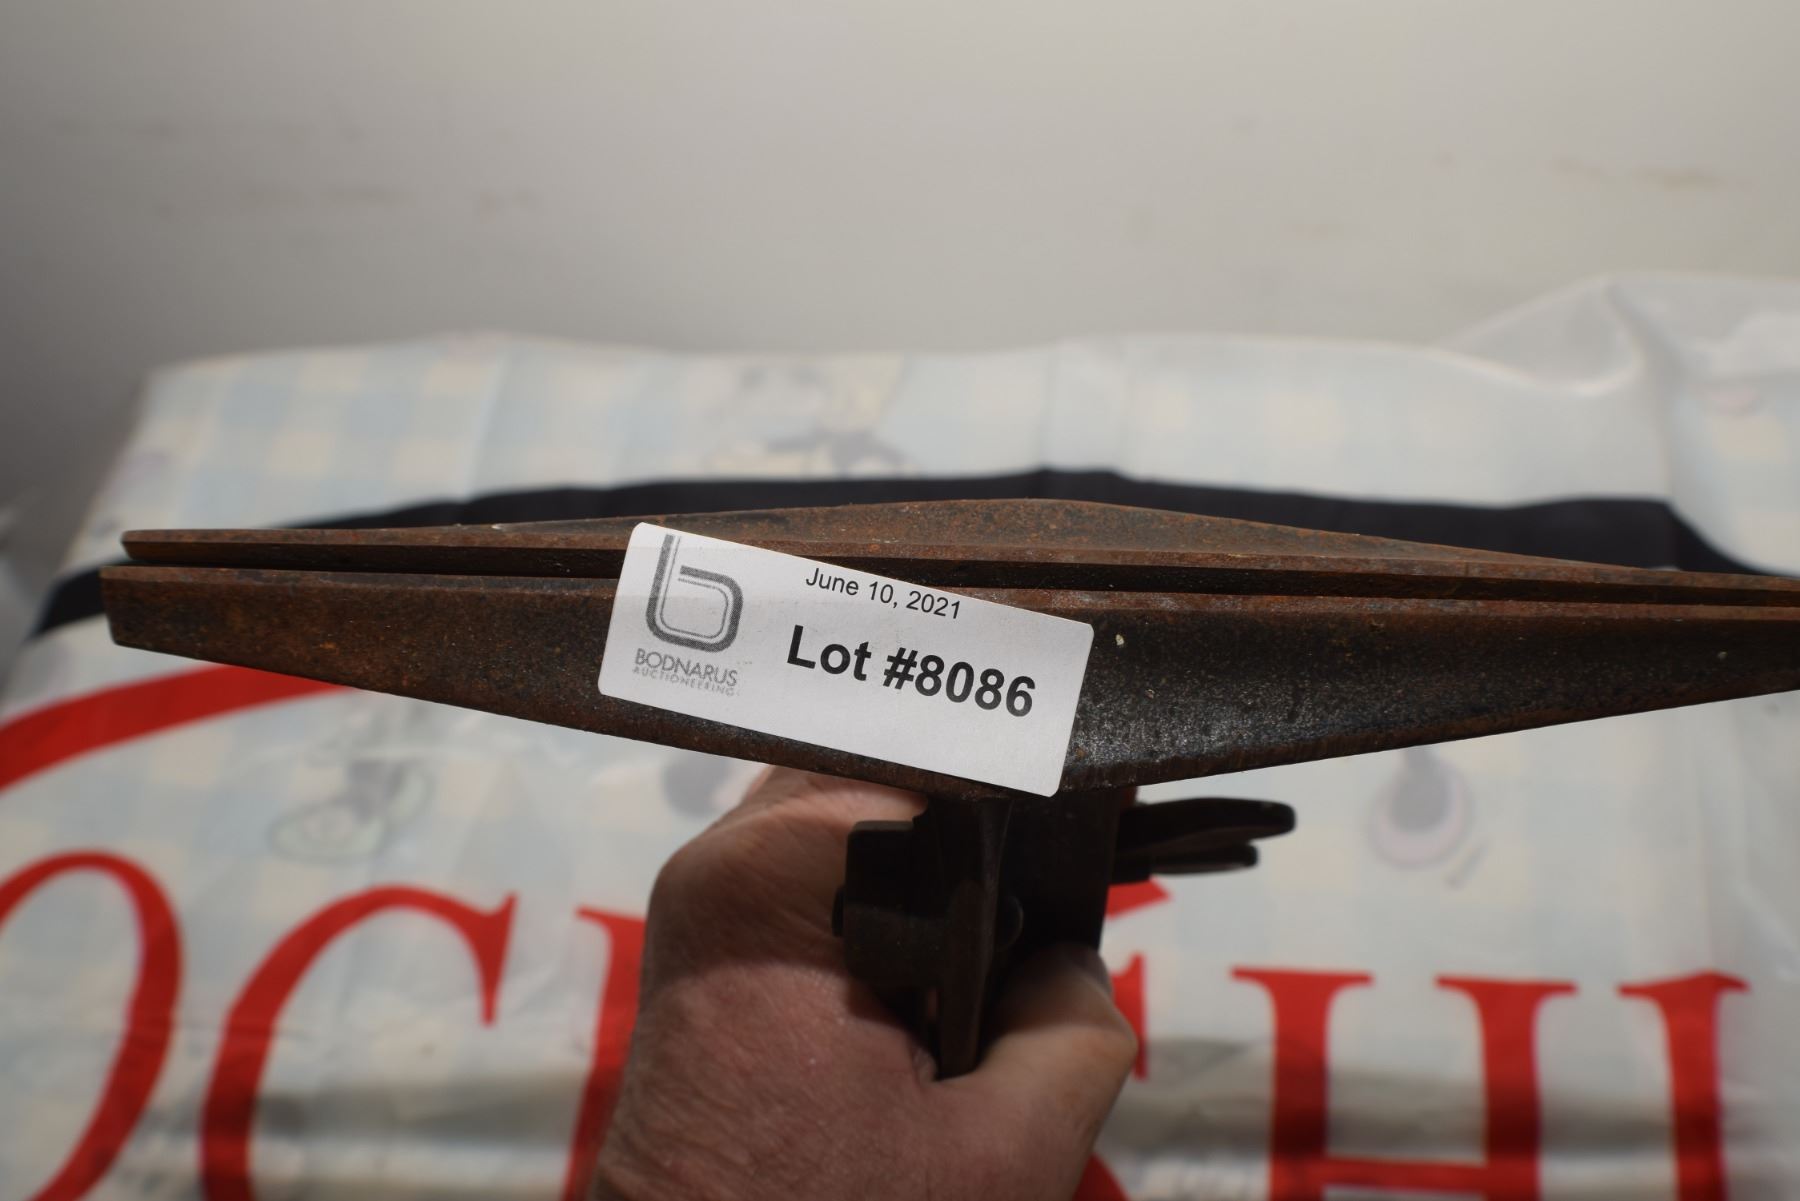 June 10, 2021
Lot #8086
BODNARUS
AUCTIONEERING